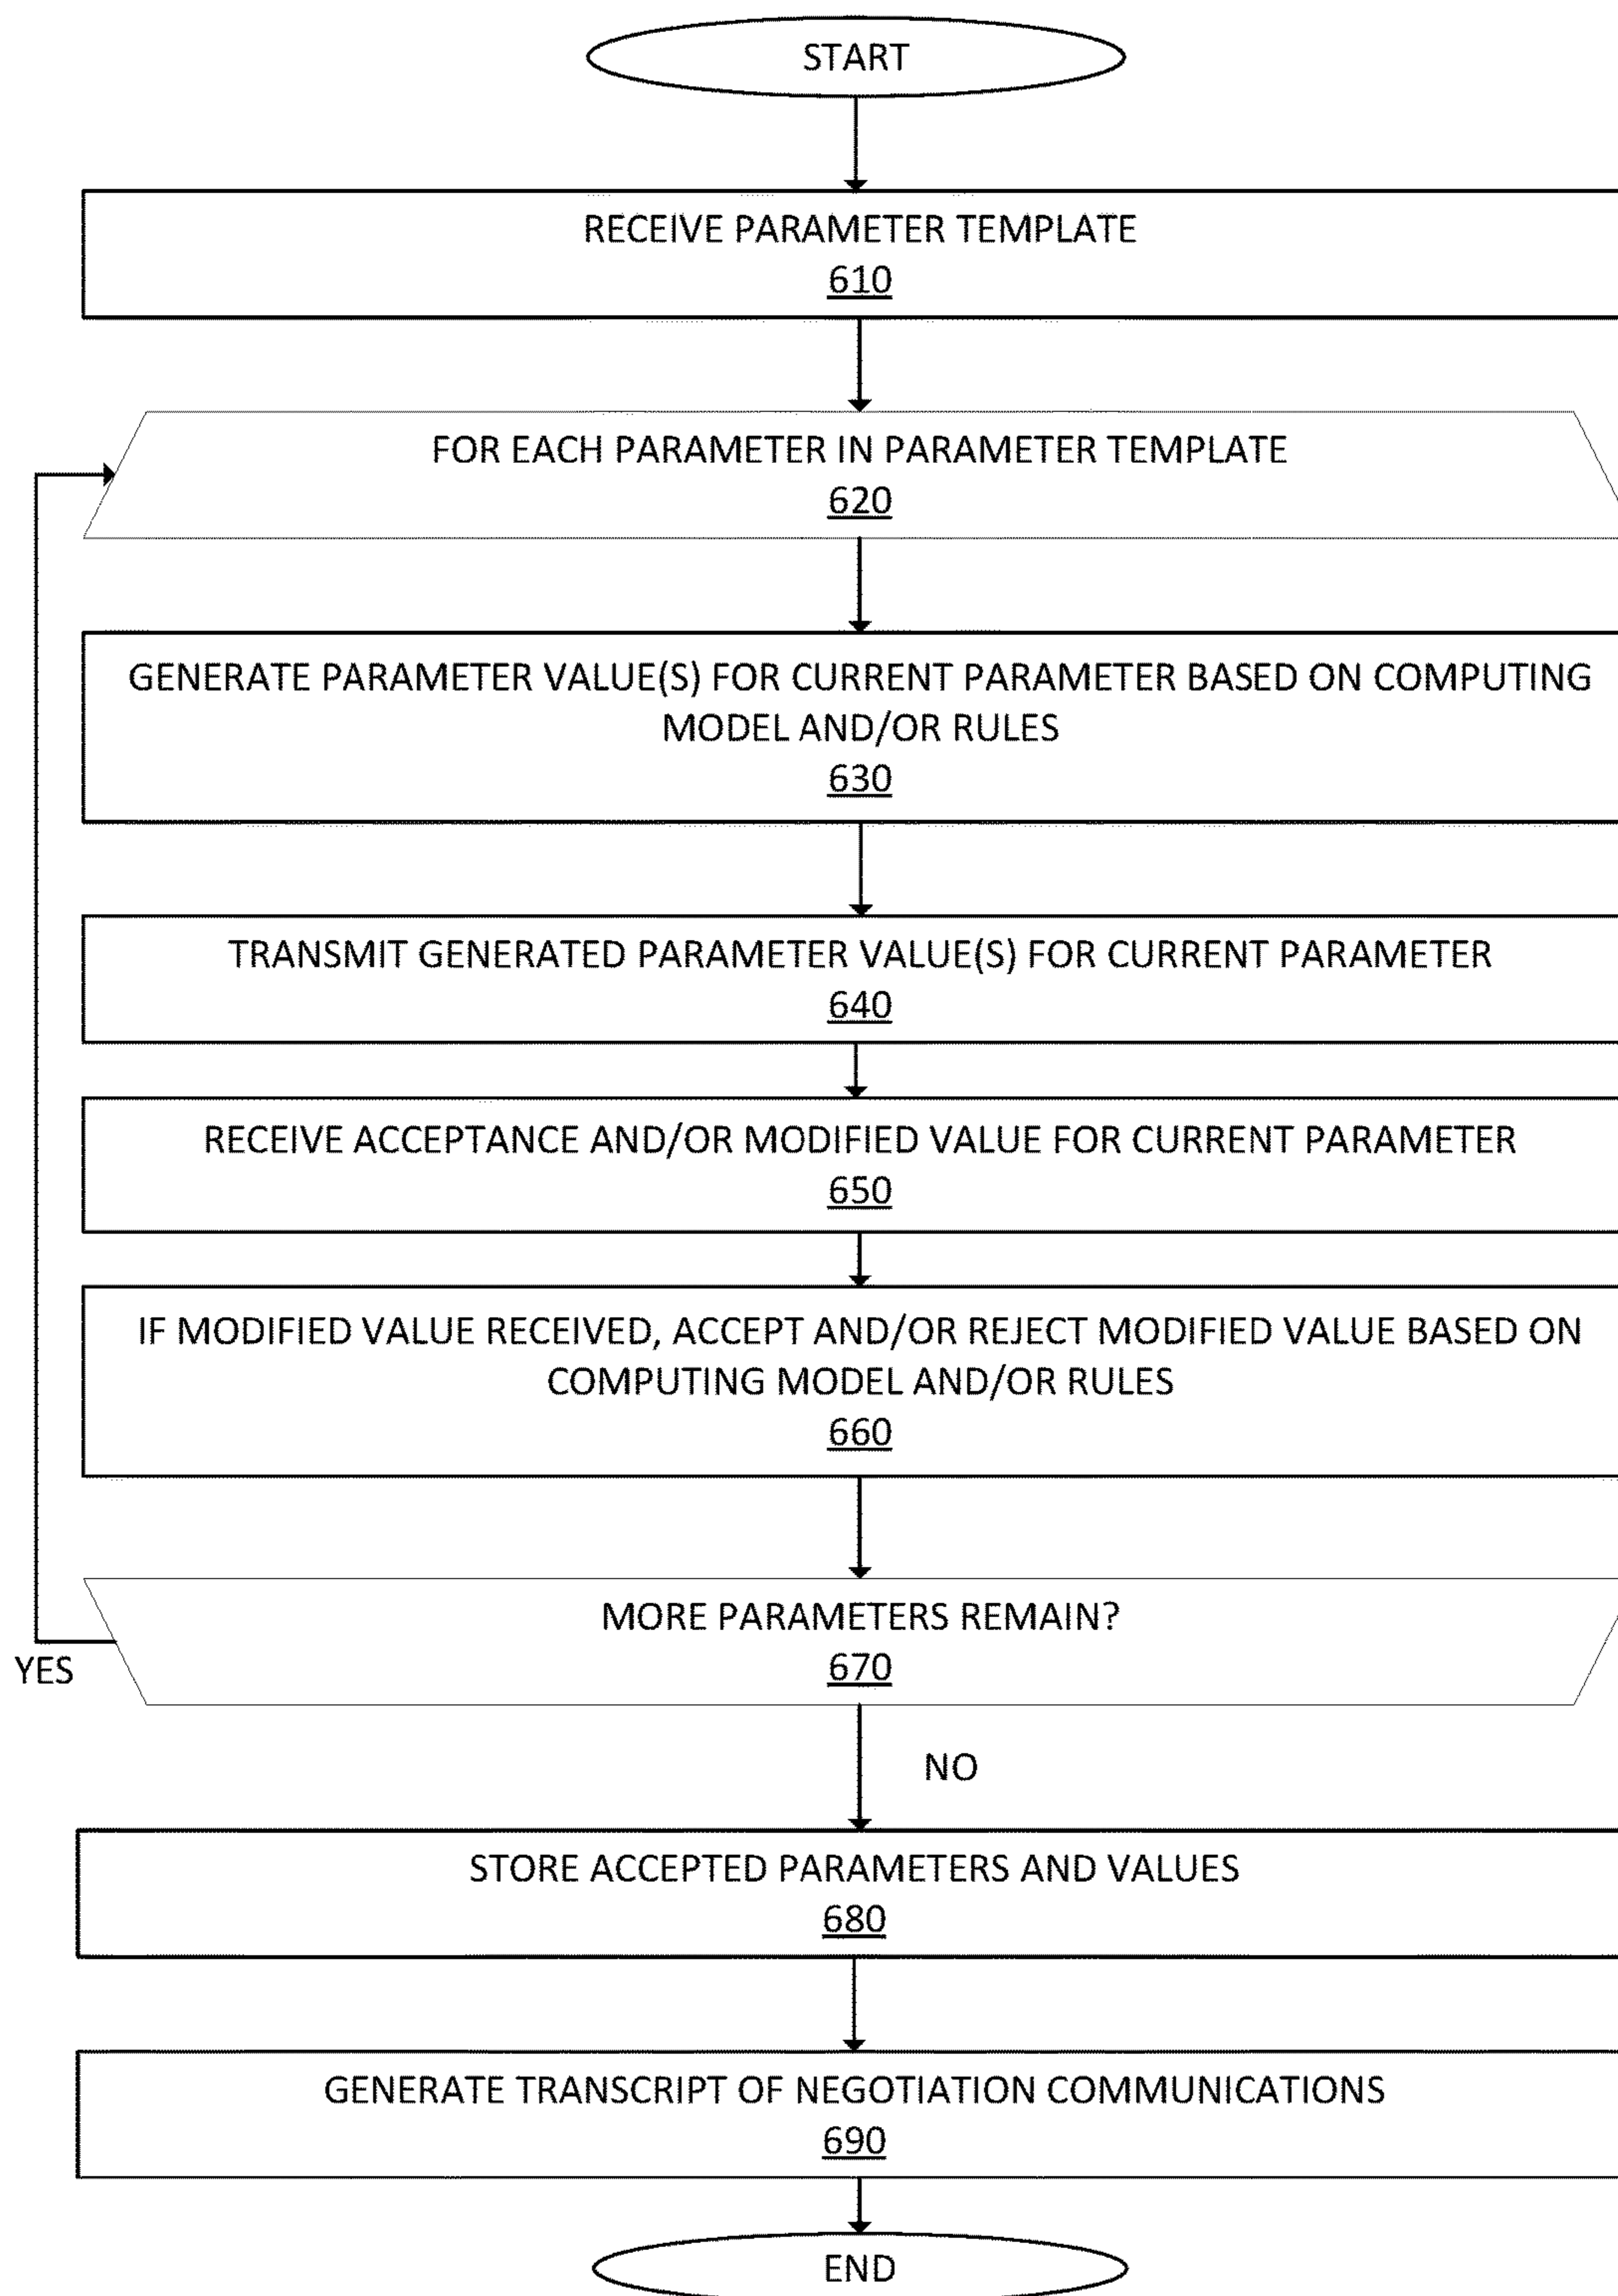 START
RECEIVE PARAMETER TEMPLATE
610
FOR EACH PARAMETER IN PARAMETER TEMPLATE
620
GENERATE PARAMETER VALUE(S) FOR CURRENT PARAMETER BASED ON COMPUTING
MODEL AND/OR RULES
630
TRANSMIT GENERATED PARAMETER VALUE(S) FOR CURRENT PARAMETER
640
RECEIVE ACCEPTANCE AND/OR MODIFIED VALUE FOR CURRENT PARAMETER
650
IF MODIFIED VALUE RECEIVED, ACCEPT AND/OR REJECT MODIFIED VALUE BASED ON
COMPUTING MODEL AND/OR RULES
660
MORE PARAMETERS REMAIN?
670
YES
NO
STORE ACCEPTED PARAMETERS AND VALUES
680
GENERATE TRANSCRIPT OF NEGOTIATION COMMUNICATIONS
690
END